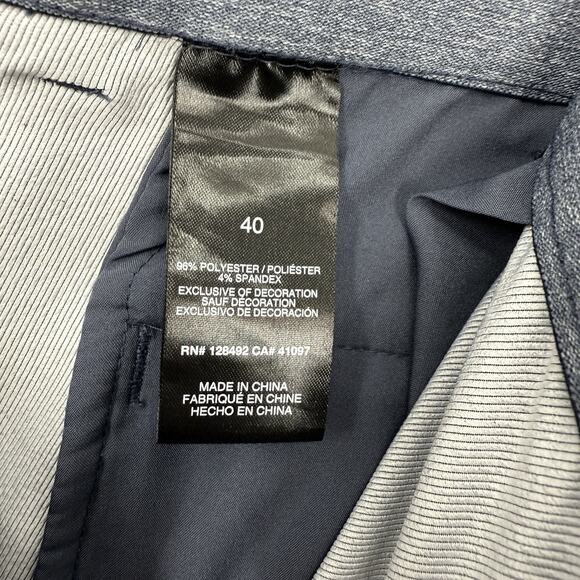 40
96% POLYESTER / POLIÉSTER
4% SPANDEX
EXCLUSIVE OF DECORATION
SAUF DÉCORATION
EXCLUSIVO DE DECORACIÓN
RN# 128492 CA# 41097
MADE IN CHINA
FABRIQUÉ EN CHINE
HECHO EN CHINA